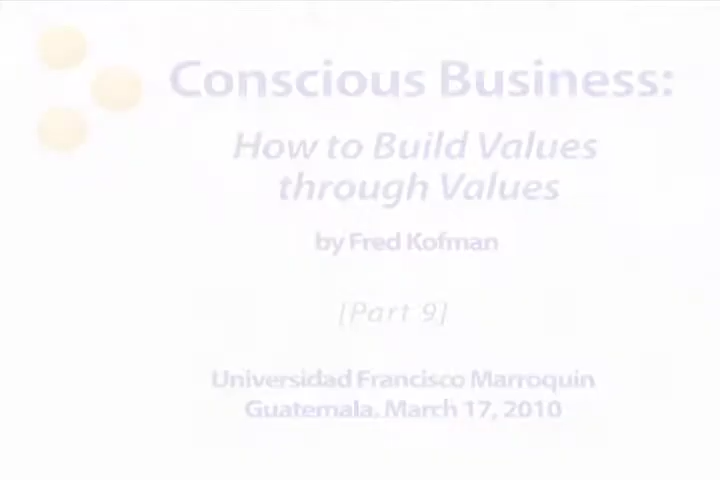 Conscious Business:
How to Build Values
through Values
by Fred Kofman
[Part 9]
Universidad Francisco Marroquin
Guatemala, March 17, 2010